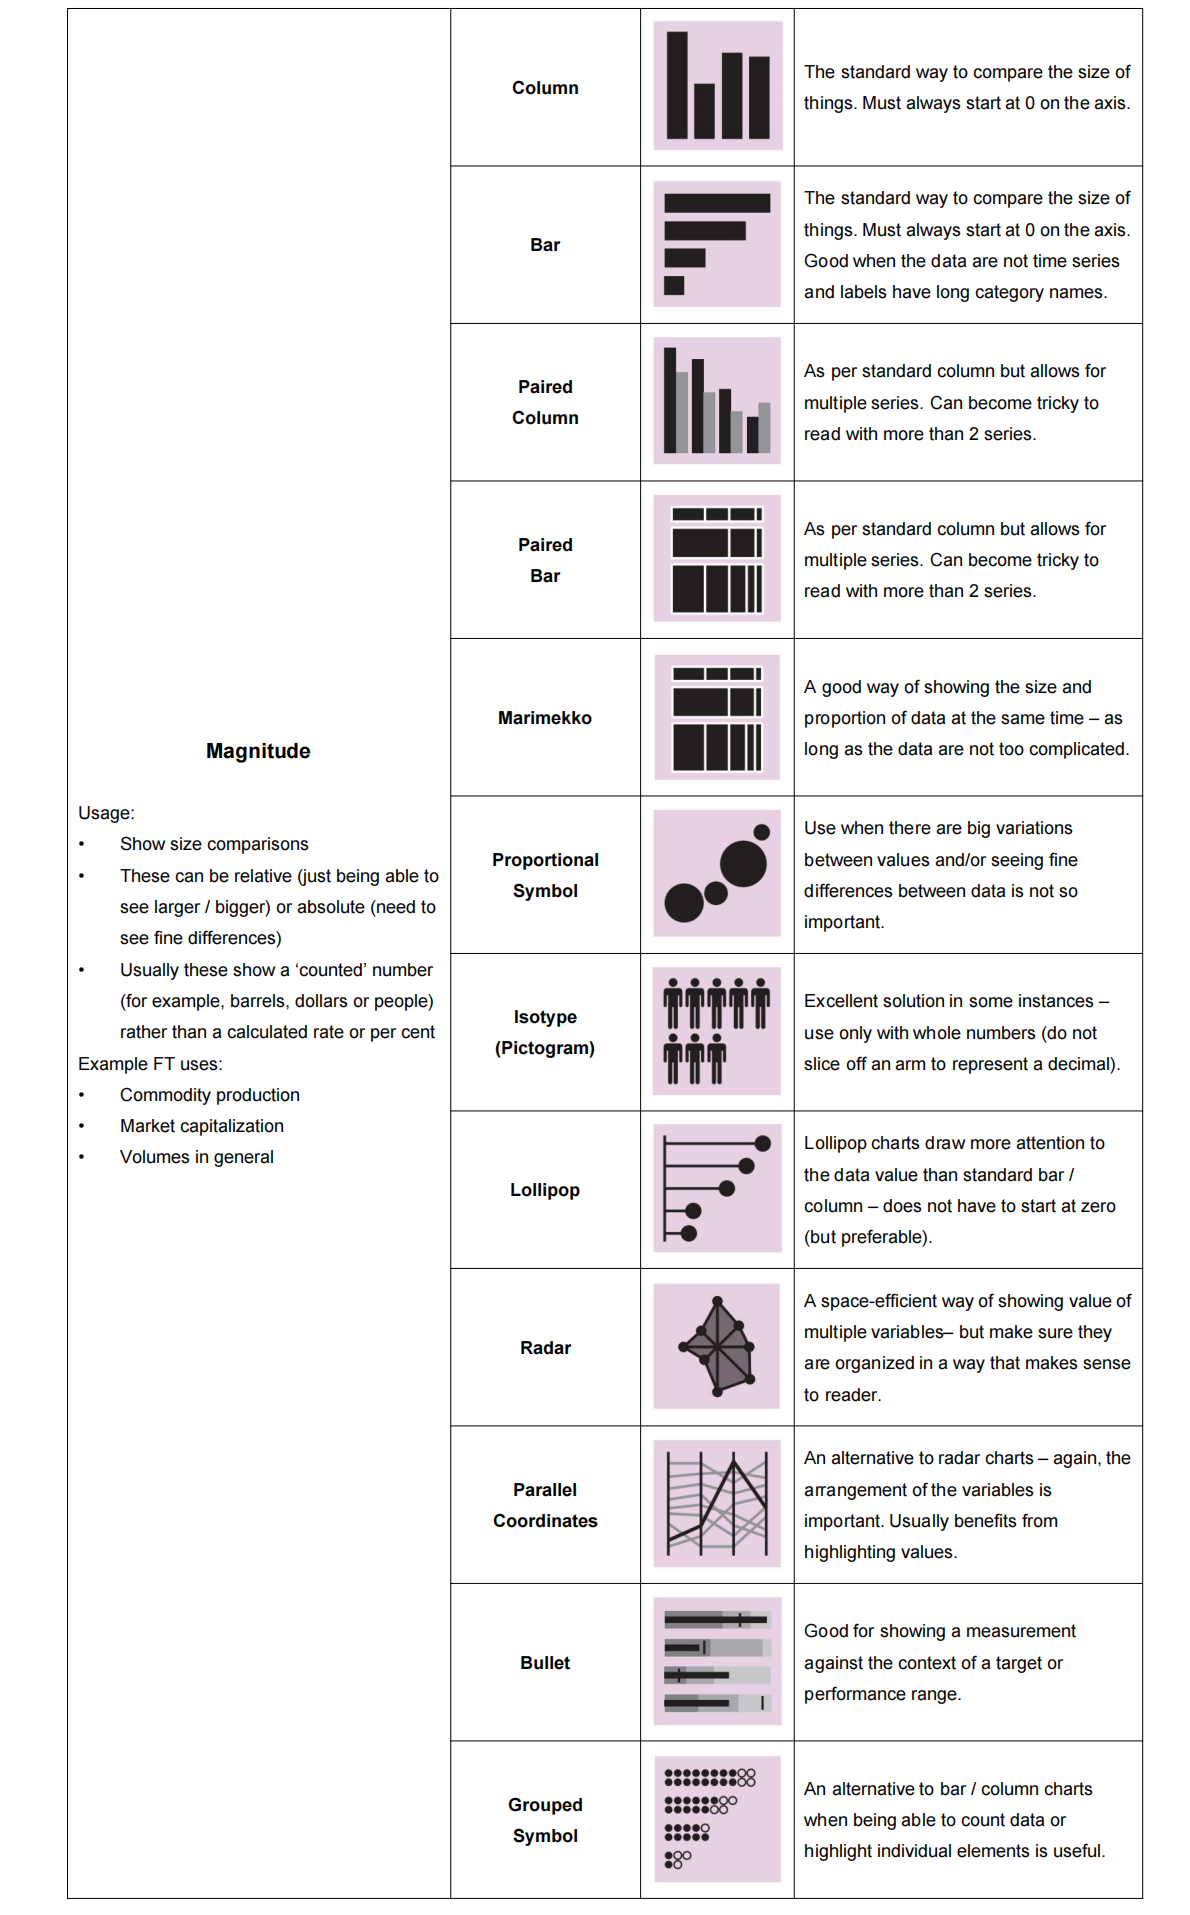 Magnitude
Usage:
• Show size comparisons
• These can be relative (just being able to
see larger / bigger) or absolute (need to
see fine differences)
• Usually these show a ‘counted’ number
(for example, barrels, dollars or people)
rather than a calculated rate or per cent
Example FT uses:
• Commodity production
• Market capitalization
• Volumes in general
Column
The standard way to compare the size of
things. Must always start at 0 on the axis.
Bar
The standard way to compare the size of
things. Must always start at 0 on the axis.
Good when the data are not time series
and labels have long category names.
Paired
Column
As per standard column but allows for
multiple series. Can become tricky to
read with more than 2 series.
Paired
Bar
As per standard column but allows for
multiple series. Can become tricky to
read with more than 2 series.
Marimekko
A good way of showing the size and
proportion of data at the same time – as
long as the data are not too complicated.
Proportional
Symbol
Use when there are big variations
between values and/or seeing fine
differences between data is not so
important.
Isotype
(Pictogram)
Excellent solution in some instances –
use only with whole numbers (do not
slice off an arm to represent a decimal).
Lollipop
Lollipop charts draw more attention to
the data value than standard bar /
column – does not have to start at zero
(but preferable).
Radar
A space-efficient way of showing value of
multiple variables– but make sure they
are organized in a way that makes sense
to reader.
Parallel
Coordinates
An alternative to radar charts – again, the
arrangement of the variables is
important. Usually benefits from
highlighting values.
Bullet
Good for showing a measurement
against the context of a target or
performance range.
Grouped
Symbol
An alternative to bar / column charts
when being able to count data or
highlight individual elements is useful.